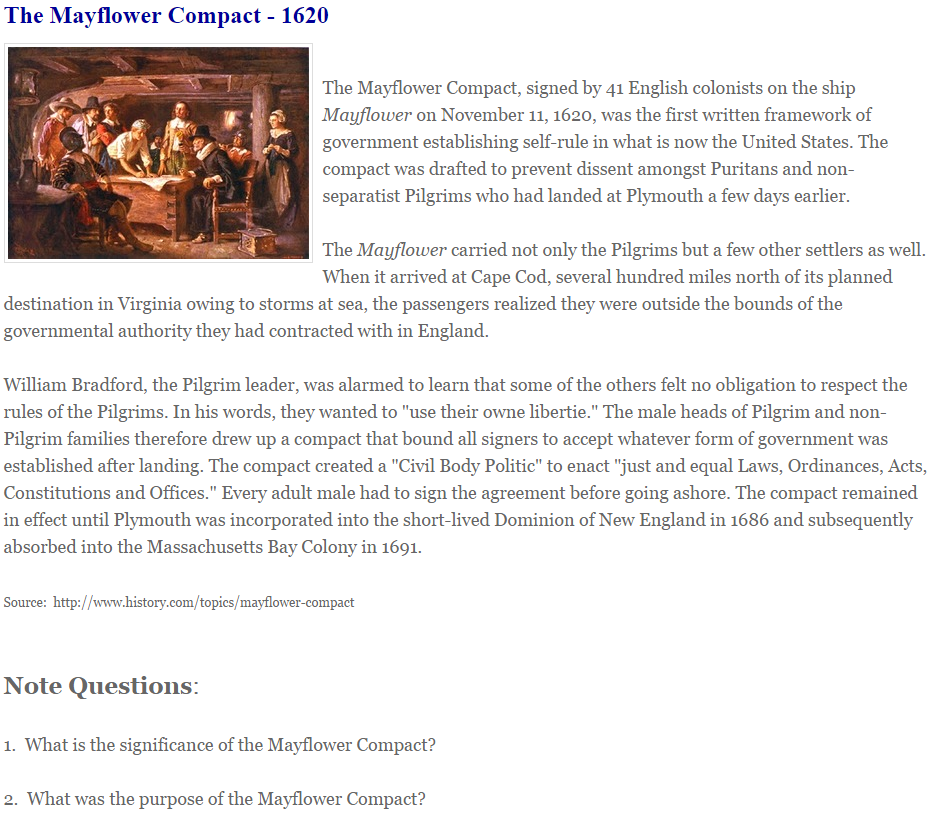 The Mayflower Compact - 1620
The Mayflower Compact, signed by 41 English colonists on the ship
Mayflower on November 11, 1620, was the first written framework of
government establishing self-rule in what is now the United States. The
compact was drafted to prevent dissent amongst Puritans and non-
separatist Pilgrims who had landed at Plymouth a few days earlier.
The Mayflower carried not only the Pilgrims but a few other settlers as well.
When it arrived at Cape Cod, several hundred miles north of its planned
destination in Virginia owing to storms at sea, the passengers realized they were outside the bounds of the
governmental authority they had contracted with in England.
William Bradford, the Pilgrim leader, was alarmed to learn that some of the others felt no obligation to respect the
rules of the Pilgrims. In his words, they wanted to "use their owne libertie." The male heads of Pilgrim and non-
Pilgrim families therefore drew up a compact that bound all signers to accept whatever form of government was
established after landing. The compact created a "Civil Body Politic" to enact "just and equal Laws, Ordinances, Acts,
Constitutions and Offices." Every adult male had to sign the agreement before going ashore. The compact remained
in effect until Plymouth was incorporated into the short-lived Dominion of New England in 1686 and subsequently
absorbed into the Massachusetts Bay Colony in 1691.
Source:  http://www.history.com/topics/mayflower-compact
Note Questions:
1.  What is the significance of the Mayflower Compact?
2.  What was the purpose of the Mayflower Compact?